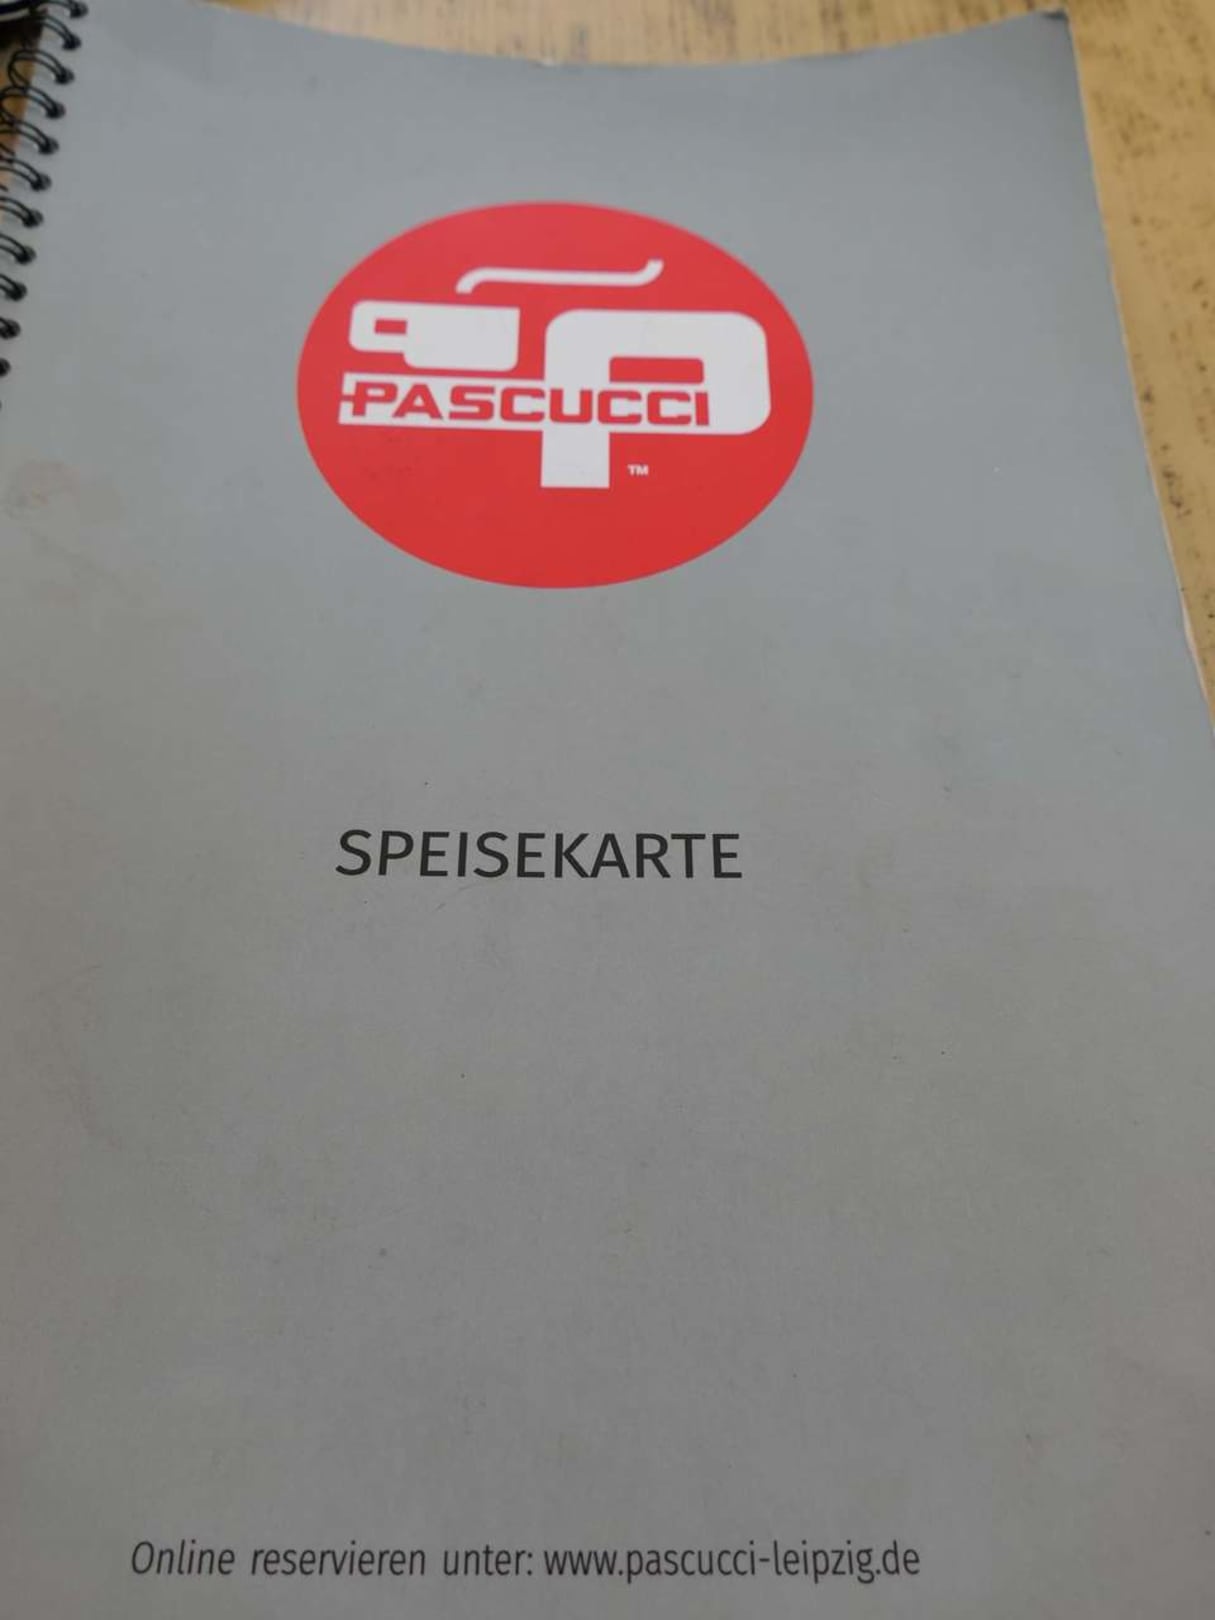 PASCUCCI
TM
SPEISEKARTE
Online reservieren unter: www.pascucci-leipzig.de